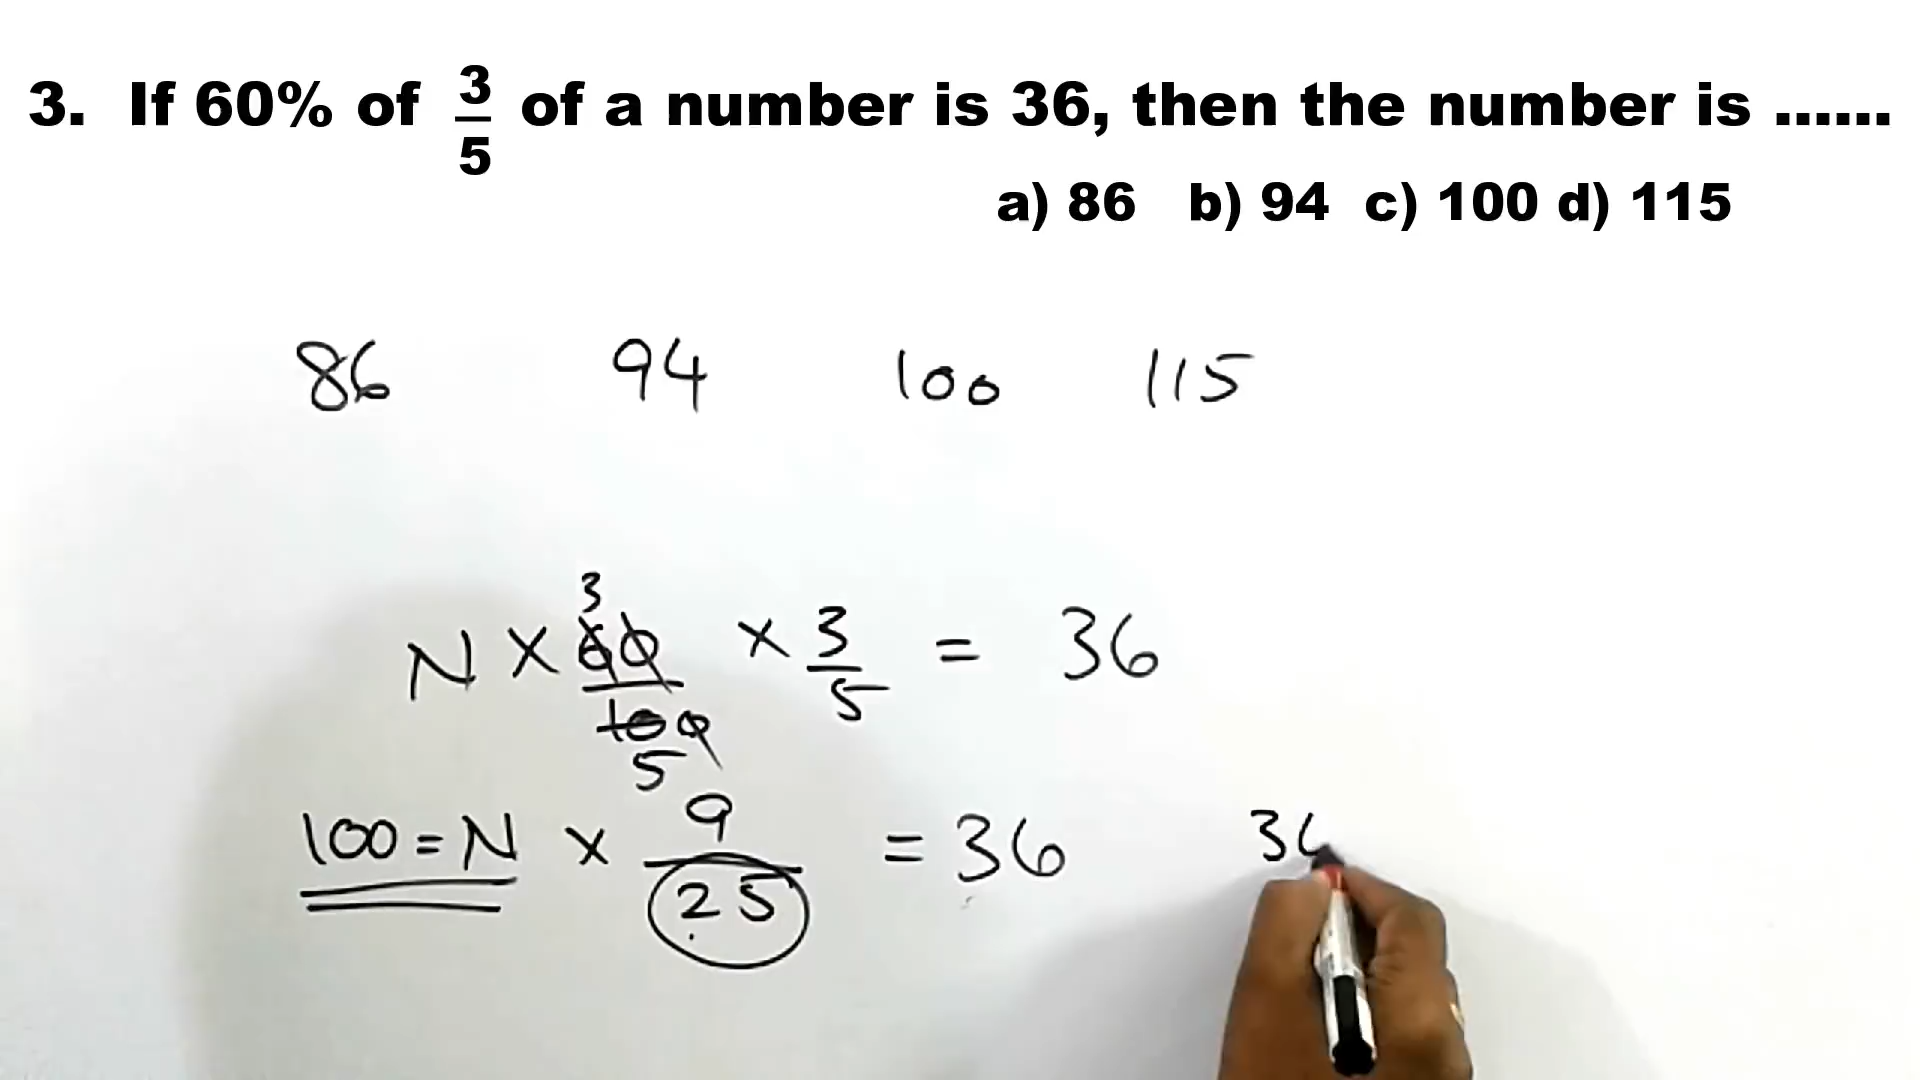 3. If 60% of 3/5 of a number is 36, then the number is ......
a) 86 b) 94 c) 100 d) 115
86 94 100 115
3
N × 60/100 × 3/5 = 36
5
100 = N × 9/25 = 36 36